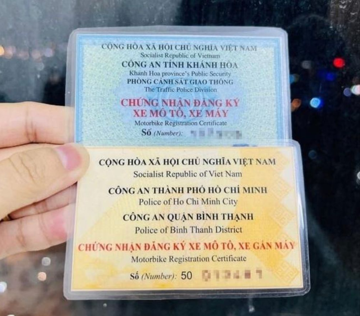 CỘNG HÒA XÃ HỘI CHỦ NGHĨA VIỆT NAM
Socialist Republic of Vietnam
CÔNG AN TỈNH KHÁNH HÒA
Khanh Hoa province's Public Security
PHÒNG CẢNH SÁT GIAO THÔNG
The Traffic Police Division
CHỨNG NHẬN ĐĂNG KÝ
XE MÔ TÔ, XE MÁY
Motorbike Registration Certificate
Số (Number):
CỘNG HÒA XÃ HỘI CHỦ NGHĨA VIỆT NAM
Socialist Republic of Viet Nam
CÔNG AN THÀNH PHỐ HỒ CHÍ MINH
Police of Ho Chi Minh City
CÔNG AN QUẬN BÌNH THẠNH
Police of Binh Thanh District
CHỨNG NHẬN ĐĂNG KÝ XE MÔ TÔ, XE GẮN MÁY
Motorbike Registration Certificate
Số (Number): 50